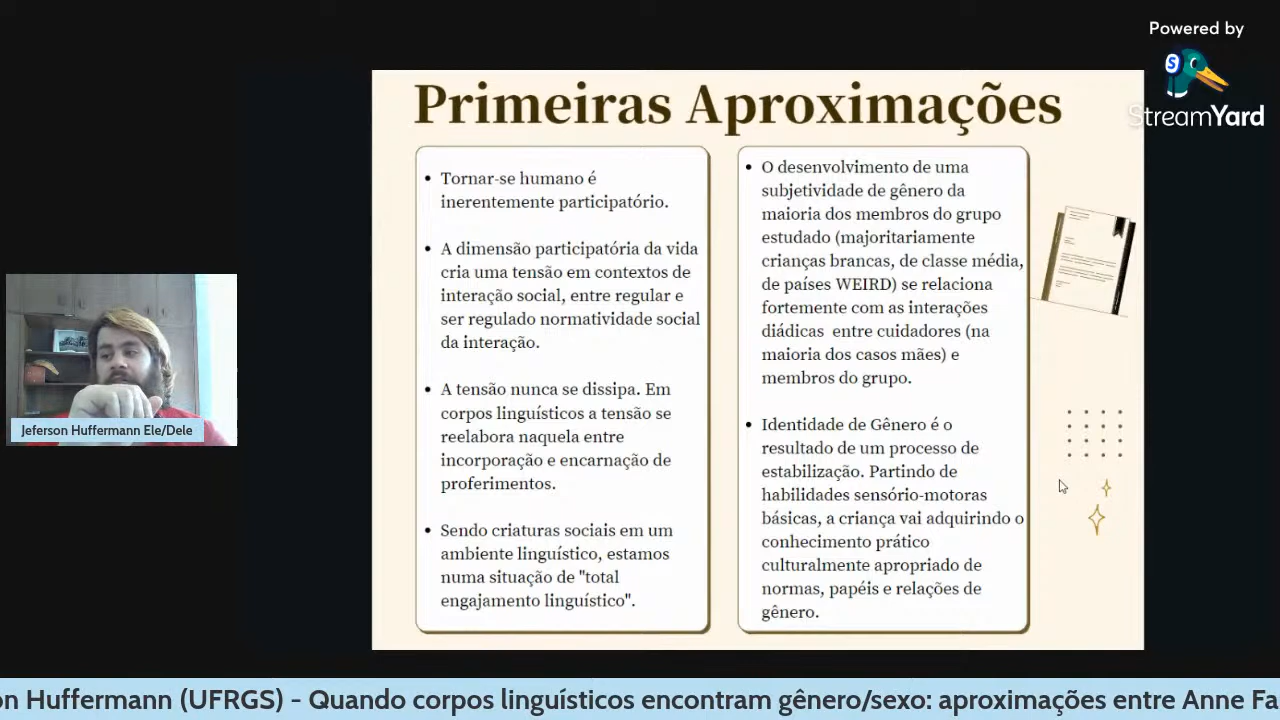 Powered by
StreamYard
Primeiras Aproximações
• Tornar-se humano é
inerentemente participatório.
• A dimensão participatória da vida
cria uma tensão em contextos de
interação social, entre regular e
ser regulado normatividade social
da interação.
• A tensão nunca se dissipa. Em
corpos linguísticos a tensão se
reelabora naquela entre
incorporação e encarnação de
proferimentos.
• Sendo criaturas sociais em um
ambiente linguístico, estamos
numa situação de "total
engajamento linguístico".
• O desenvolvimento de uma
subjetividade de gênero da
maioria dos membros do grupo
estudado (majoritariamente
crianças brancas, de classe média,
de países WEIRD) se relaciona
fortemente com as interações
diádicas entre cuidadores (na
maioria dos casos mães) e
membros do grupo.
• Identidade de Gênero é o
resultado de um processo de
estabilização. Partindo de
habilidades sensório-motoras
básicas, a criança vai adquirindo o
conhecimento prático
culturalmente apropriado de
normas, papéis e relações de
gênero.
Jeferson Huffermann Ele/Dele
on Huffermann (UFRGS) - Quando corpos linguísticos encontram gênero/sexo: aproximações entre Anne Fa